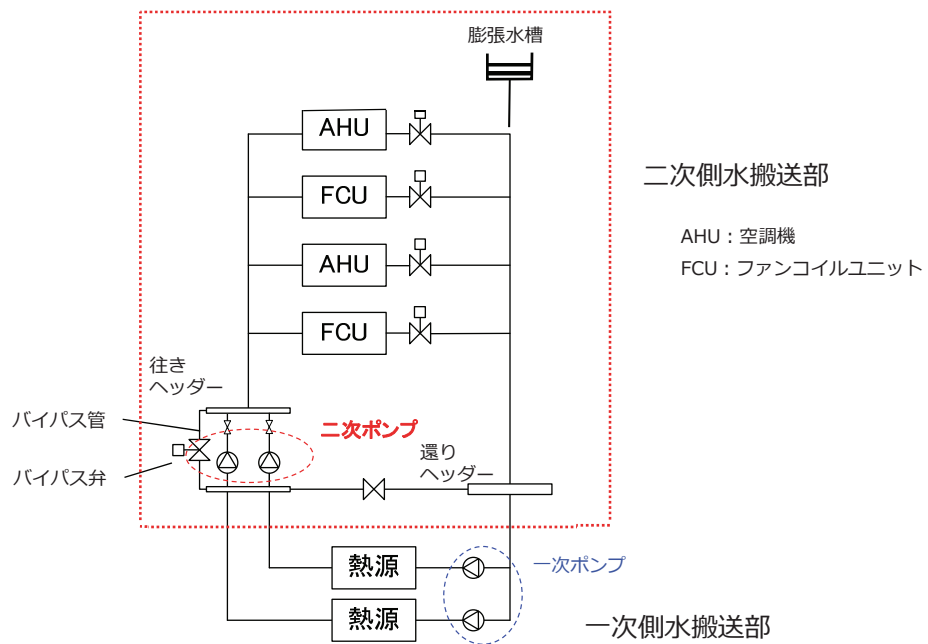 膨張水槽
AHU
FCU
二次側水搬送部
AHU：空調機
AHU
FCU：ファンコイルユニット
FCU
往き
ヘッダー
バイパス管
二次ポンプ
還り
ヘッダー
バイパス弁
熱源
一次ポンプ
熱源
一次側水搬送部